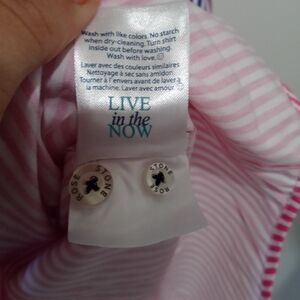 Wash with like colors. No starch
when dry-cleaning. Turn shirt
inside out before washing.
Wash with love.
Laver avec des couleurs similaires
Nettoyage à sec sans amidon
Tourner à l'envers avant de laver à
la machine. Laver avec amour
LIVE
in the
NOW
ROSE STONE
ROSE STONE